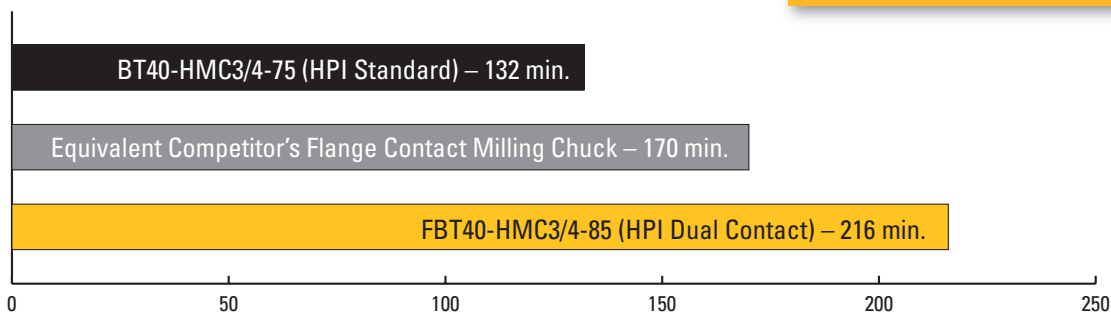 BT40-HMC3/4-75 (HPI Standard) – 132 min.
Equivalent Competitor’s Flange Contact Milling Chuck – 170 min.
FBT40-HMC3/4-85 (HPI Dual Contact) – 216 min.
0 50 100 150 200 250